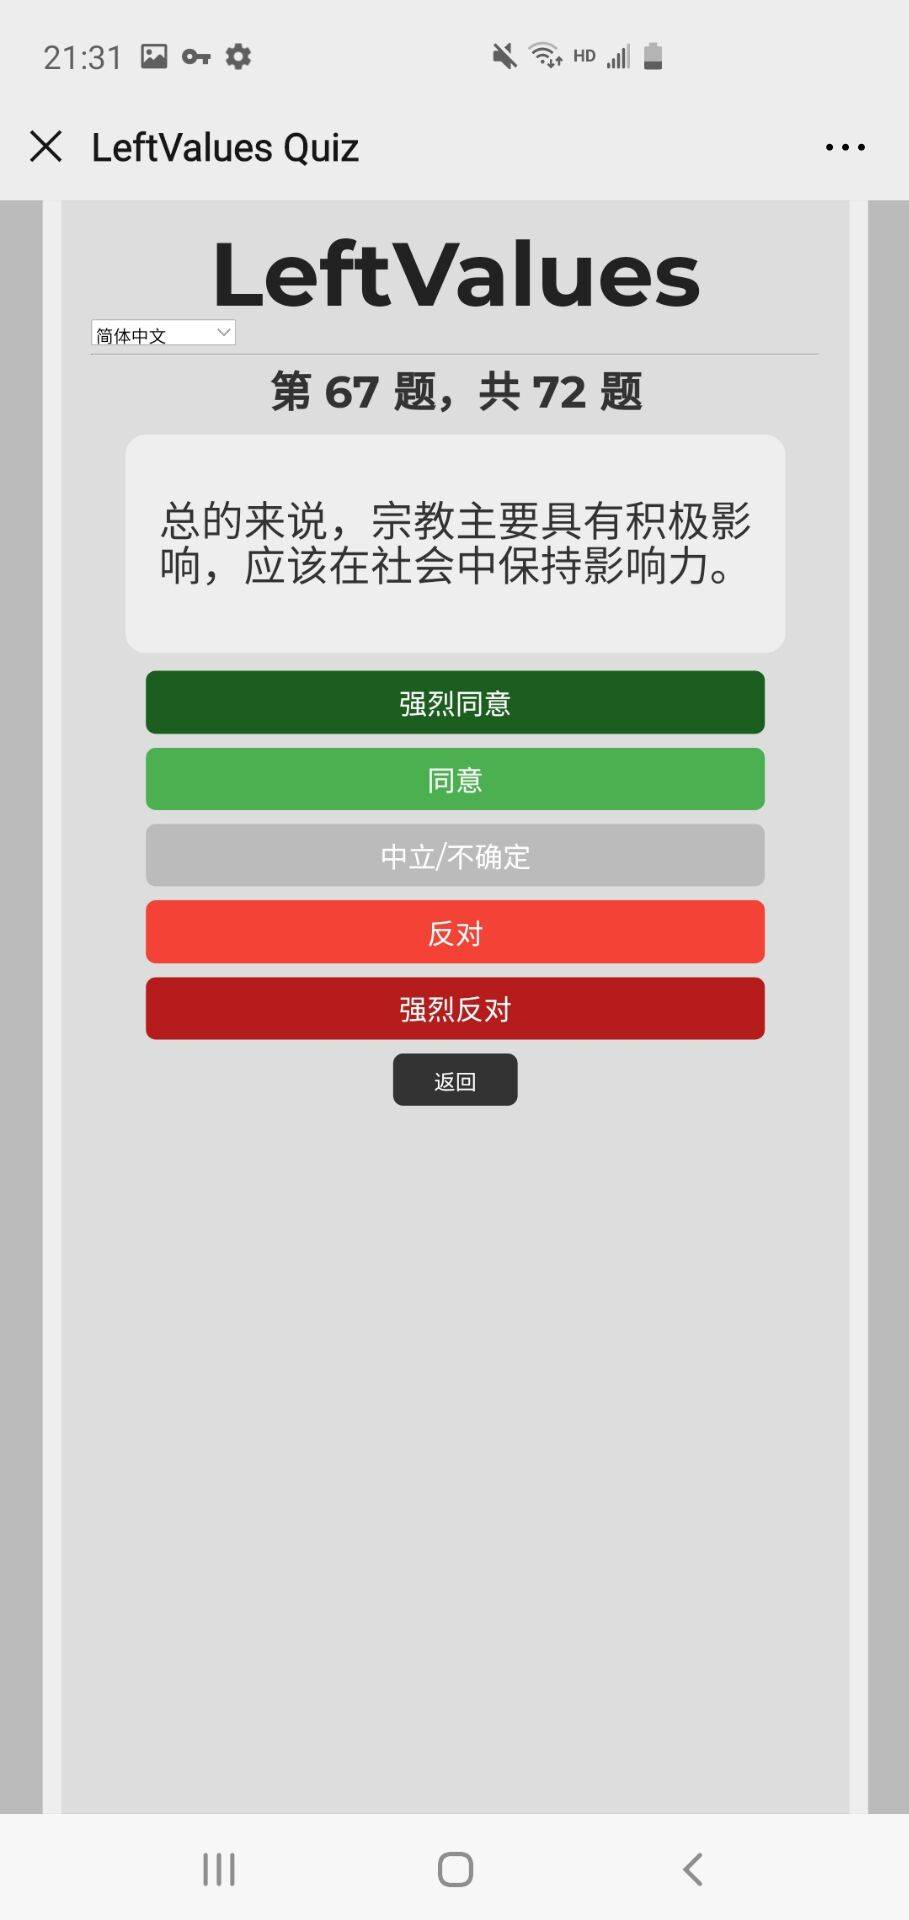 21:31
HD
LeftValues Quiz
LeftValues
简体中文
第 67 题，共 72 题
总的来说，宗教主要具有积极影
响，应该在社会中保持影响力。
强烈同意
同意
中立/不确定
反对
强烈反对
返回